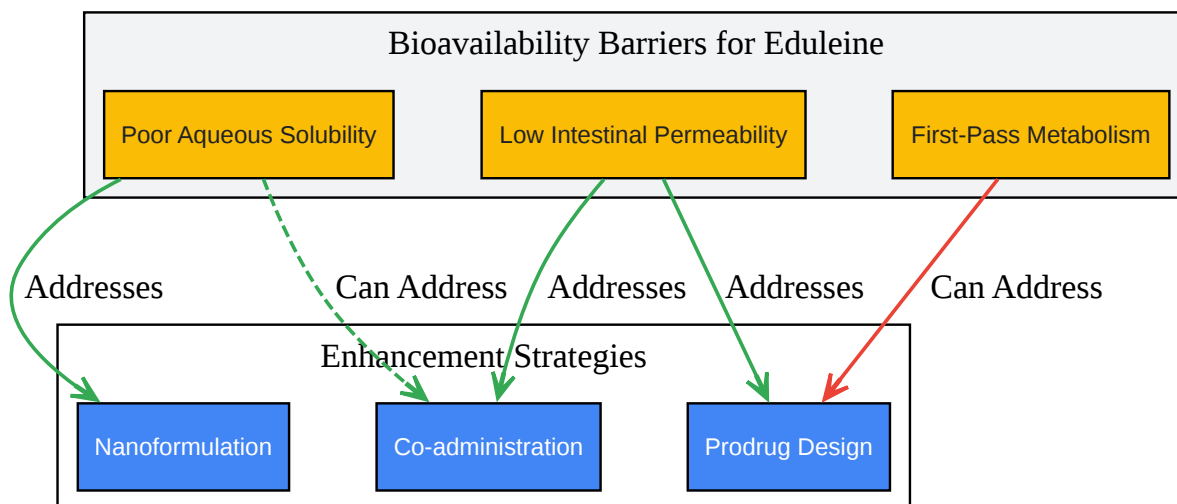 Bioavailability Barriers for Eduleine
Poor Aqueous Solubility
Low Intestinal Permeability
First-Pass Metabolism
Addresses
Can Address
Addresses
Addresses
Can Address
Enhancement Strategies
Nanoformulation
Co-administration
Prodrug Design